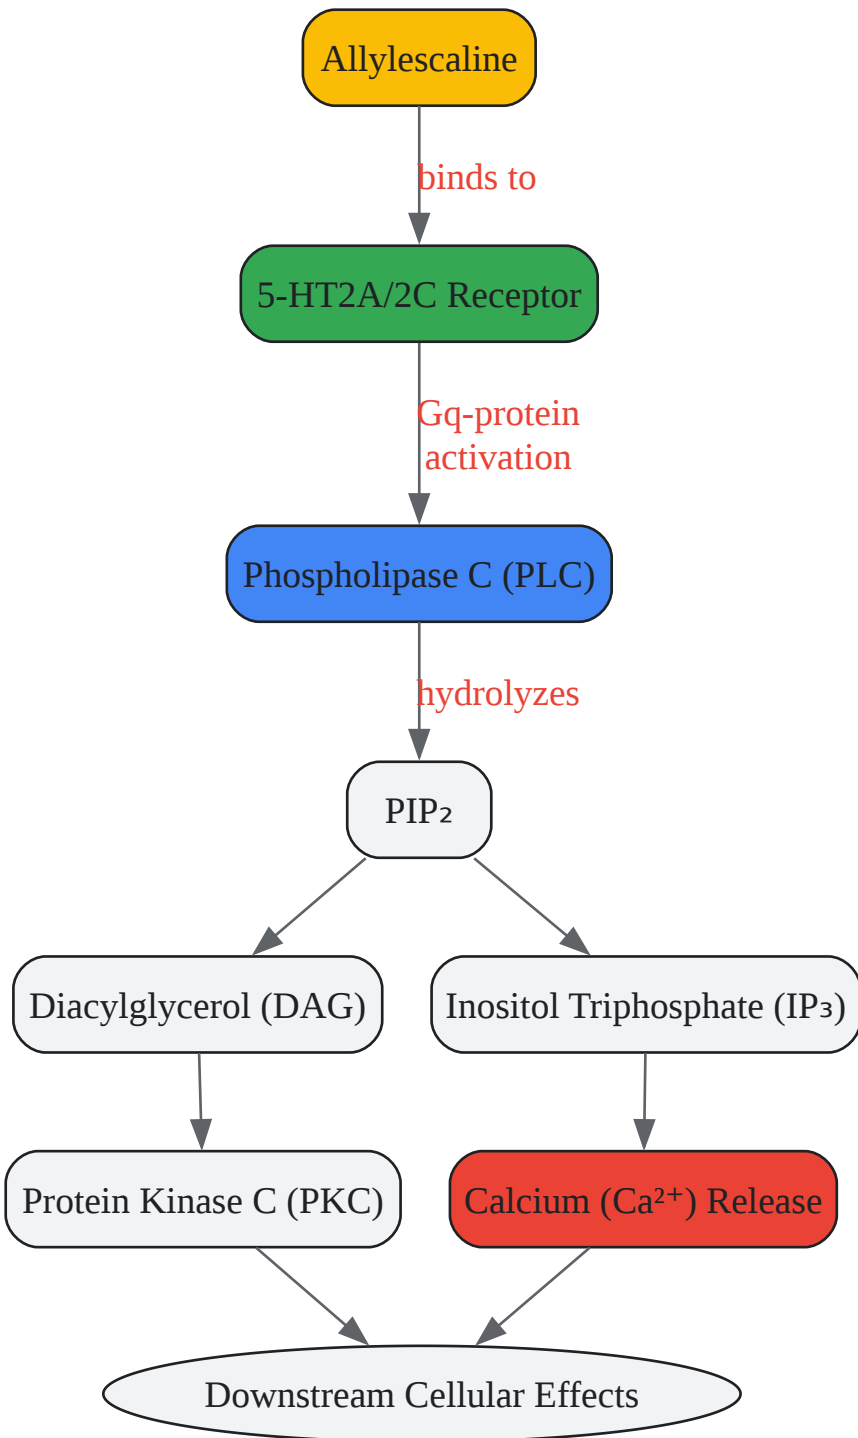 Allylescaline
binds to
5-HT2A/2C Receptor
Gq-protein
activation
Phospholipase C (PLC)
hydrolyzes
PIP₂
Diacylglycerol (DAG)
Inositol Triphosphate (IP₃)
Protein Kinase C (PKC)
Calcium (Ca²⁺) Release
Downstream Cellular Effects